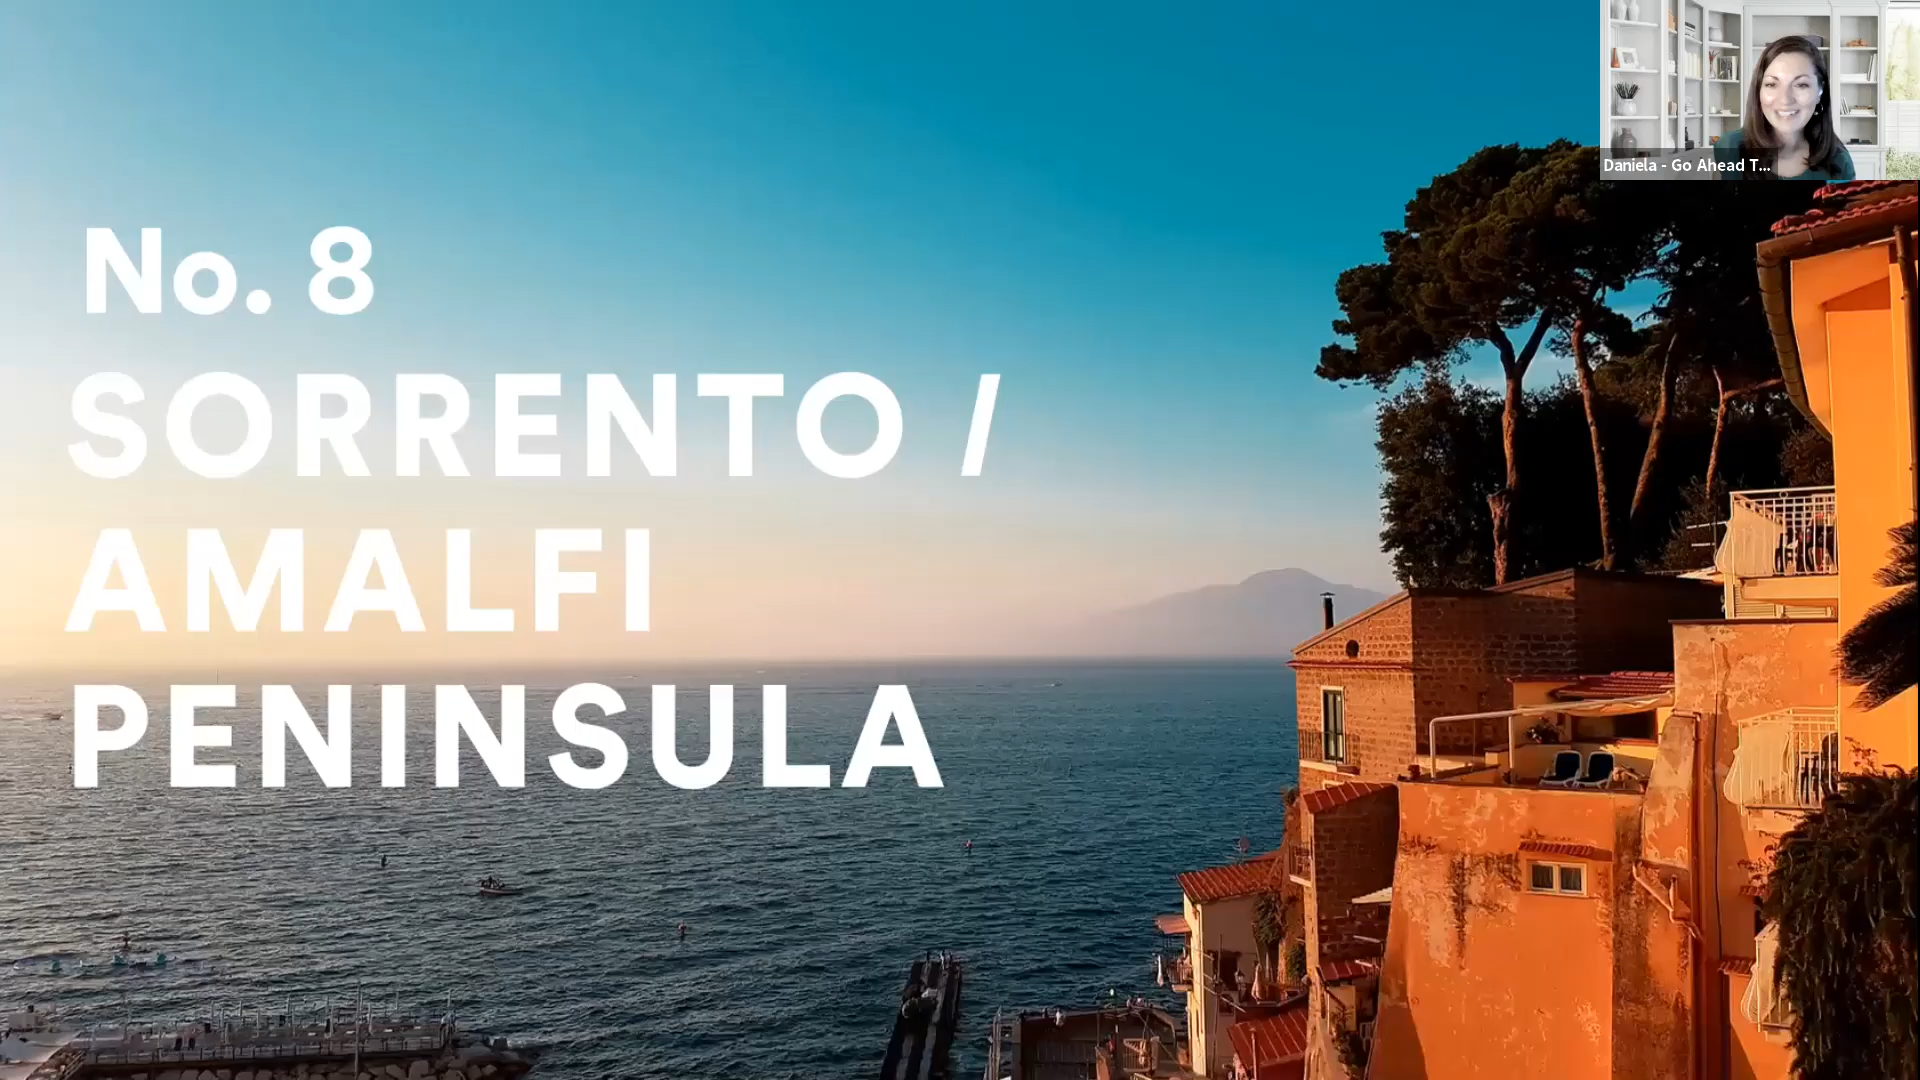 No. 8
SORRENTO /
AMALFI
PENINSULA
Daniela - Go Ahead T...